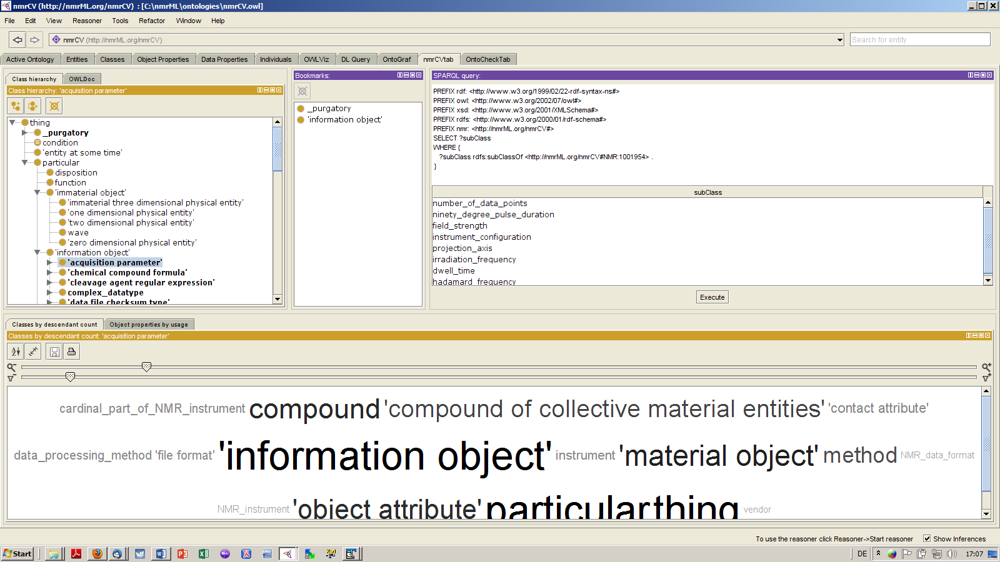 nmrCV (http://nmrML.org/nmrCV) : [C:\nmrML\ontologies\nmrCV.owl]
File Edit View Reasoner Tools Refactor Window Help
nmrCV (http://nmrML.org/nmrCV)
Search for entity
Active Ontology Entities Classes Object Properties Data Properties Individuals OWLViz DL Query OntoGraf nmrCVtab OntoCheckTab
Class hierarchy OWLDoc
Class hierarchy: 'acquisition parameter'
thing
_purgatory
condition
'entity at some time'
particular
disposition
function
'immaterial object'
'immaterial three dimensional physical entity'
'one dimensional physical entity'
'two dimensional physical entity'
wave
'zero dimensional physical entity'
'information object'
'acquisition parameter'
'chemical compound formula'
'cleavage agent regular expression'
complex_datatype
'data file checksum type'
Bookmarks:
_purgatory
'information object'
SPARQL query:
PREFIX rdf: <http://www.w3.org/1999/02/22-rdf-syntax-ns#>
PREFIX owl: <http://www.w3.org/2002/07/owl#>
PREFIX xsd: <http://www.w3.org/2001/XMLSchema#>
PREFIX rdfs: <http://www.w3.org/2000/01/rdf-schema#>
PREFIX nmr: <http://nmrML.org/nmrCV#>
SELECT ?subClass
WHERE {
?subClass rdfs:subClassOf <http://nmrML.org/nmrCV#NMR:1001954> .
}
subClass
number_of_data_points
ninety_degree_pulse_duration
field_strength
instrument_configuration
projection_axis
irradiation_frequency
dwell_time
hadamard_frequency
Execute
Classes by descendant count Object properties by usage
Classes by descendant count: 'acquisition parameter'
cardinal_part_of_NMR_instrument compound 'compound of collective material entities' 'contact attribute'
data_processing_method 'file format' 'information object' instrument 'material object' method NMR_data_format
NMR_instrument 'object attribute' particular thing vendor
To use the reasoner click Reasoner->Start reasoner Show Inferences
Start
DE
17:07